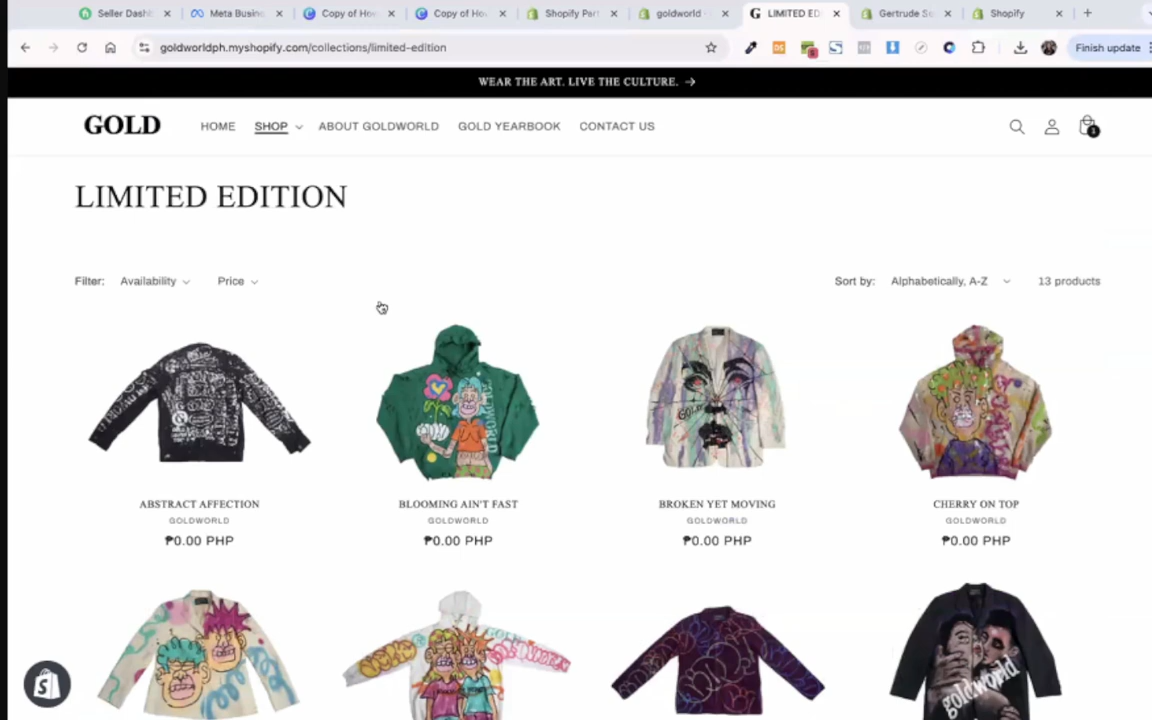 Seller Dash
Meta Busine
Copy of Ho
Copy of Ho
Shopify Par
goldworld
LIMITED ED
Gertrude Se
Shopify
goldworldph.myshopify.com/collections/limited-edition
Finish update
WEAR THE ART. LIVE THE CULTURE. →
GOLD
HOME
SHOP
ABOUT GOLDWORLD
GOLD YEARBOOK
CONTACT US
1
LIMITED EDITION
Filter: Availability Price
Sort by: Alphabetically, A-Z 13 products
ABSTRACT AFFECTION
GOLDWORLD
₱0.00 PHP
BLOOMING AIN'T FAST
GOLDWORLD
₱0.00 PHP
BROKEN YET MOVING
GOLDWORLD
₱0.00 PHP
CHERRY ON TOP
GOLDWORLD
₱0.00 PHP
goldworld